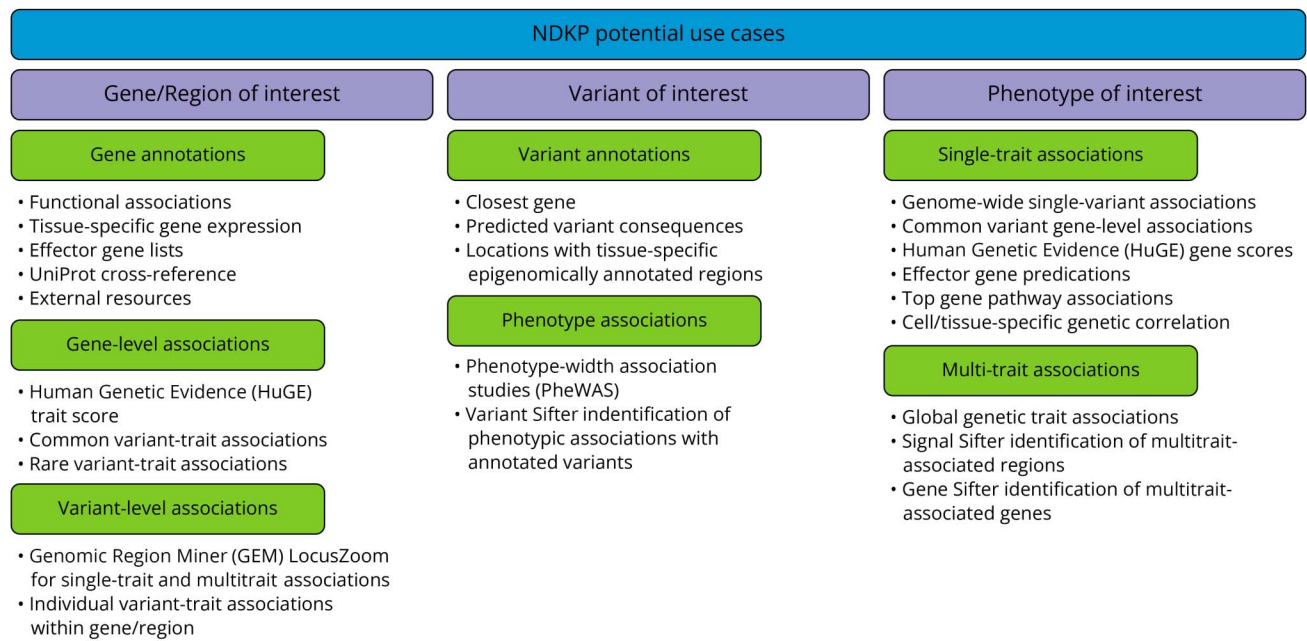 NDKP potential use cases
Gene/Region of interest
Gene annotations
• Functional associations
• Tissue-specific gene expression
• Effector gene lists
• UniProt cross-reference
• External resources
Gene-level associations
• Human Genetic Evidence (HuGE)
trait score
• Common variant-trait associations
• Rare variant-trait associations
Variant-level associations
• Genomic Region Miner (GEM) LocusZoom
for single-trait and multitrait associations
• Individual variant-trait associations
within gene/region
Variant of interest
Variant annotations
• Closest gene
• Predicted variant consequences
• Locations with tissue-specific
epigenomically annotated regions
Phenotype associations
• Phenotype-width association
studies (PheWAS)
• Variant Sifter indentification of
phenotypic associations with
annotated variants
Phenotype of interest
Single-trait associations
• Genome-wide single-variant associations
• Common variant gene-level associations
• Human Genetic Evidence (HuGE) gene scores
• Effector gene predications
• Top gene pathway associations
• Cell/tissue-specific genetic correlation
Multi-trait associations
• Global genetic trait associations
• Signal Sifter identification of multitrait-
associated regions
• Gene Sifter identification of multitrait-
associated genes